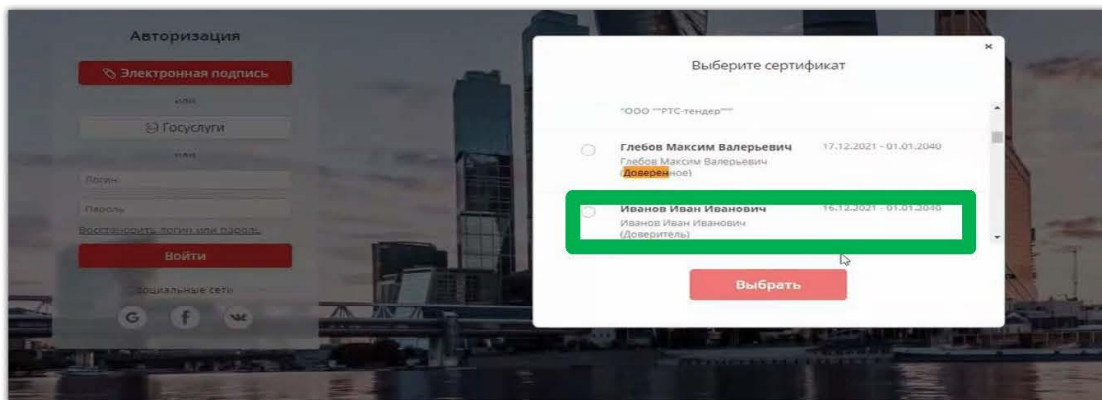 Авторизация
Электронная подпись
или
Госуслуги
или
Логин
Пароль
Восстановить логин или пароль
Войти
социальные сети
G f
×
Выберите сертификат
"ООО ""РТС-тендер"""
Глебов Максим Валерьевич 17.12.2021 - 01.01.2040
Глебов Максим Валерьевич
(Доверенное)
Иванов Иван Иванович 16.12.2021 - 01.01.2040
Иванов Иван Иванович
(Доверитель)
Выбрать